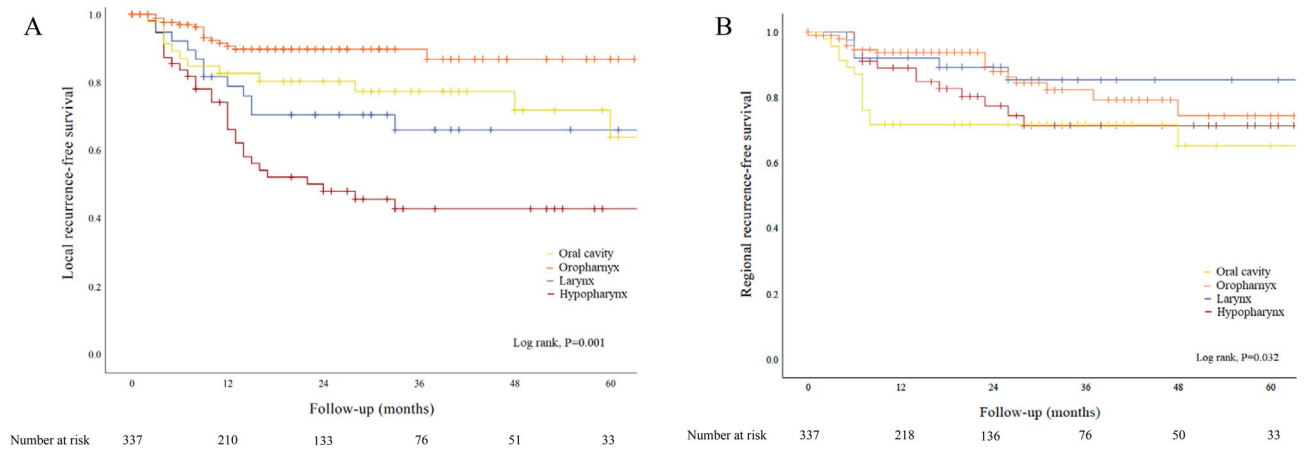 A
Local recurrence-free survival
1.0
0.8
0.6
0.4
0.2
0.0
Oral cavity
Oropharnyx
Larynx
Hypopharynx
Log rank, P=0.001
0 12 24 36 48 60
Follow-up (months)
Number at risk 337 210 133 76 51 33
B
Regional recurrence-free survival
1.0
0.8
0.6
0.4
0.2
0.0
Oral cavity
Oropharynx
Larynx
Hypopharynx
Log rank, P=0.032
0 12 24 36 48 60
Follow-up (months)
Number at risk 337 218 136 76 50 33